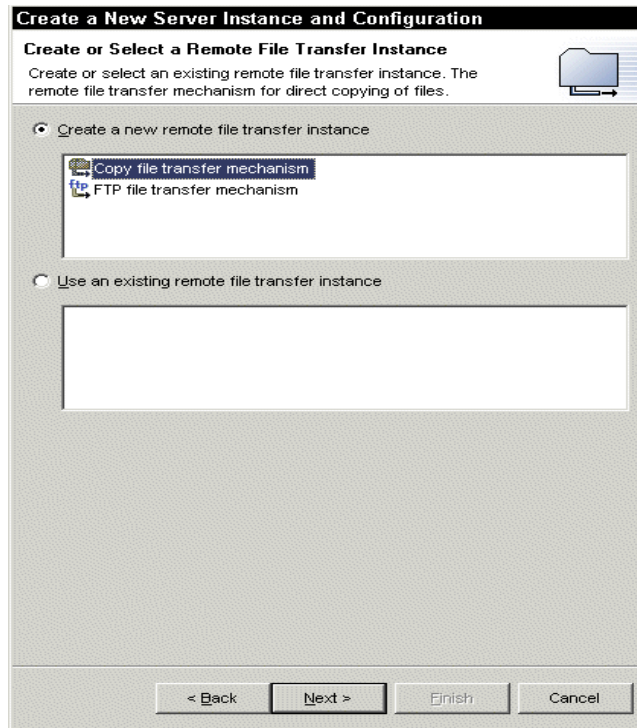 Create a New Server Instance and Configuration
Create or Select a Remote File Transfer Instance
Create or select an existing remote file transfer instance. The
remote file transfer mechanism for direct copying of files.
Create a new remote file transfer instance
Copy file transfer mechanism
ftp FTP file transfer mechanism
Use an existing remote file transfer instance
< Back Next > Finish Cancel